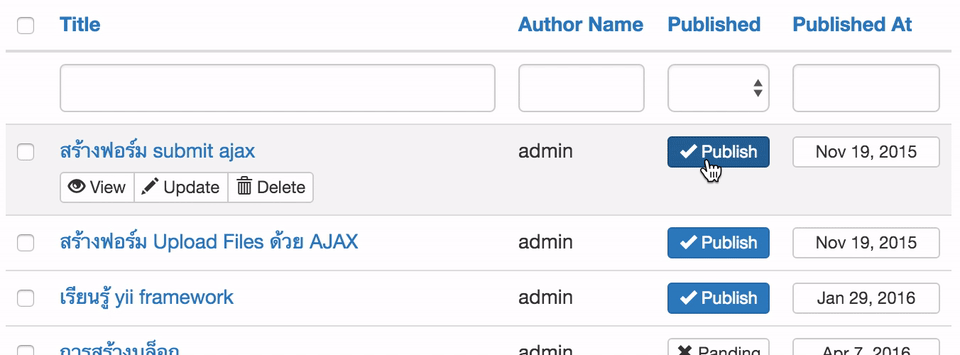 Title Author Name Published Published At
สร้างฟอร์ม submit ajax admin Publish Nov 19, 2015
View Update Delete
สร้างฟอร์ม Upload Files ด้วย AJAX admin Publish Nov 19, 2015
เรียนรู้ yii framework admin Publish Jan 29, 2016
การสร้างบล็อก admin Panding Apr 7, 2016